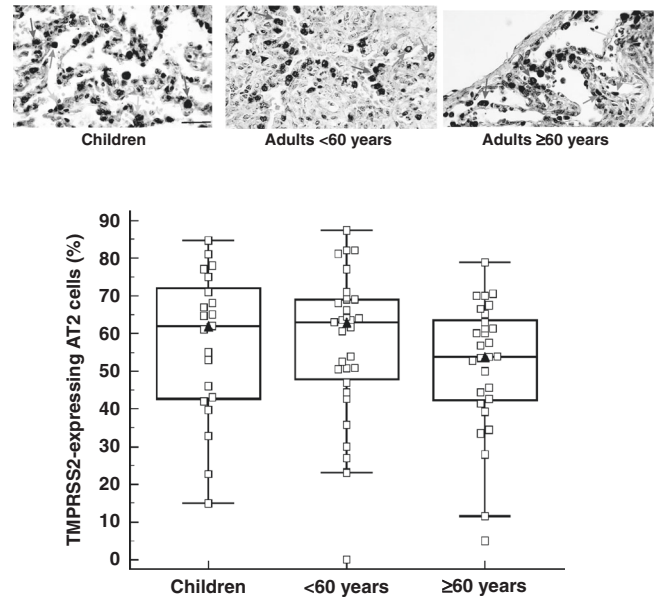 Children
Adults <60 years
Adults ≥60 years
TMPRSS2-expressing AT2 cells (%)
90
80
70
60
50
40
30
20
10
0
Children
<60 years
≥60 years